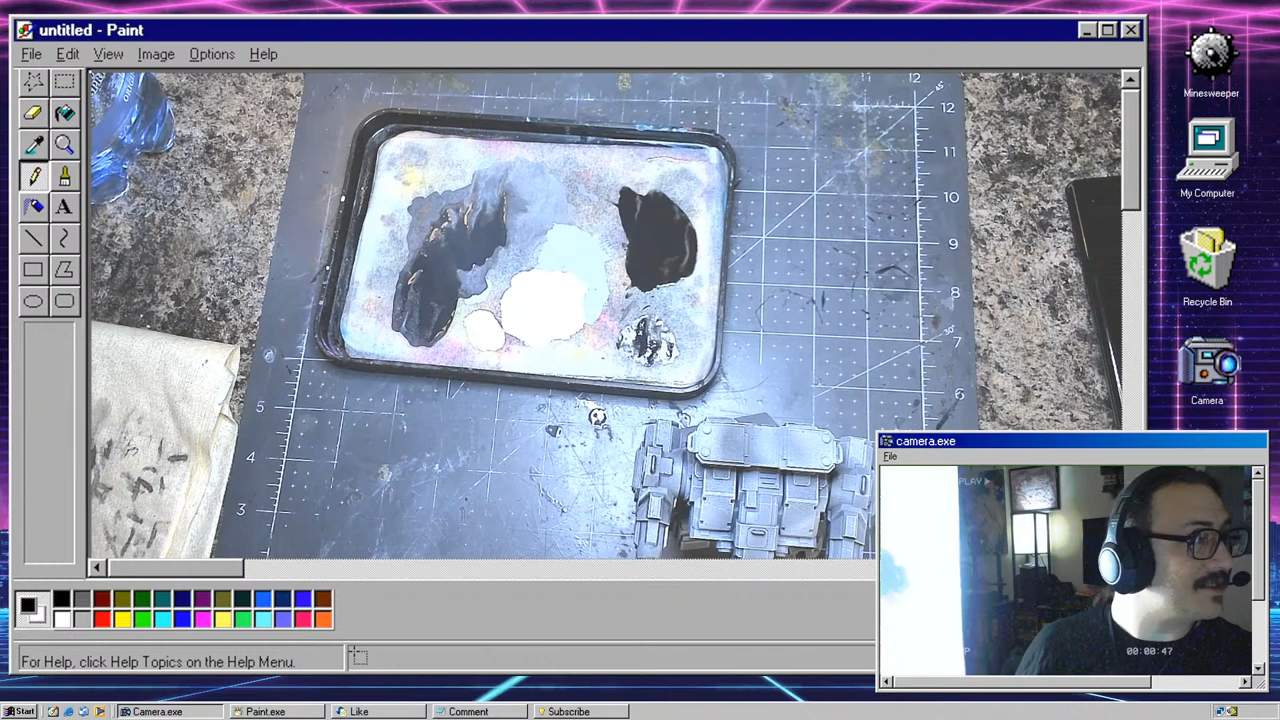 untitled - Paint
File Edit View Image Options Help
12
12
11
10
9
8
7
6
5
4
3
Minesweeper
My Computer
Recycle Bin
Camera
camera.exe
File
PLAY
P
00:00:47
For Help, click Help Topics on the Help Menu.
Start Camera.exe Paint.exe Like Comment Subscribe